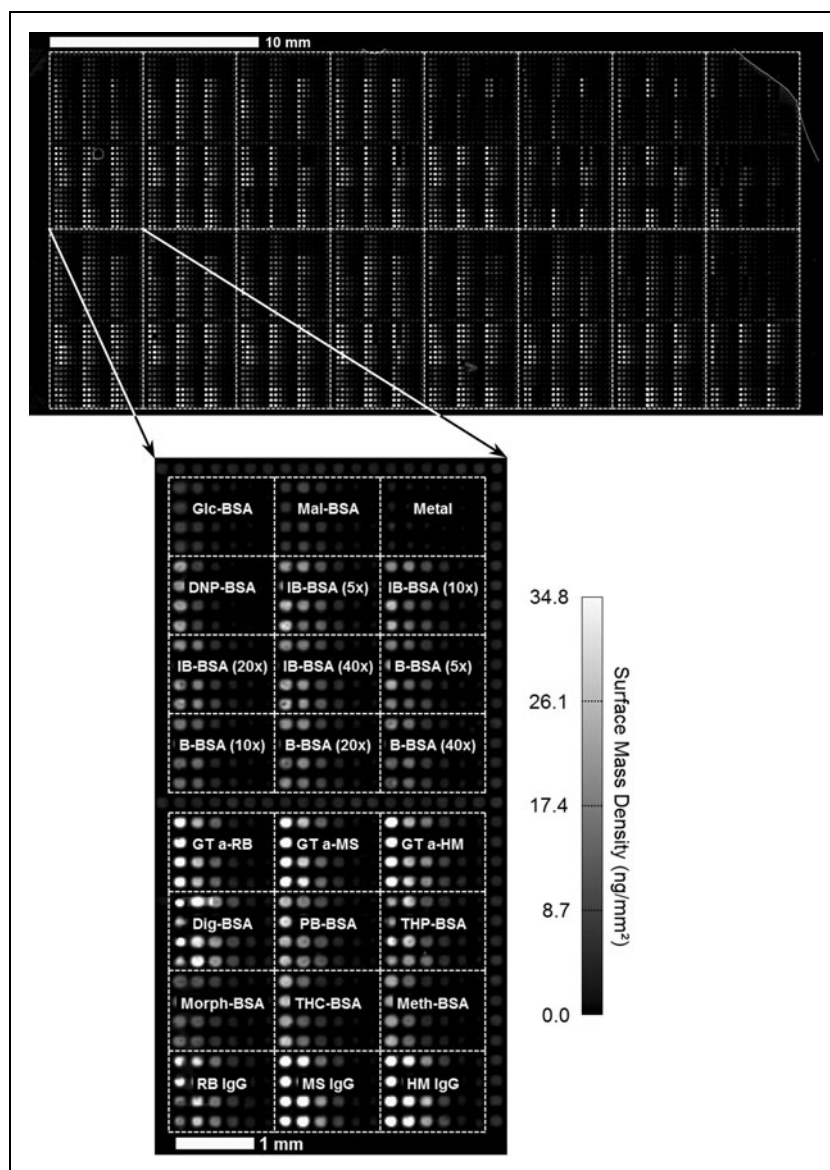 10 mm
Glc-BSA Mal-BSA Metal
DNP-BSA IB-BSA (5x) IB-BSA (10x)
IB-BSA (20x) IB-BSA (40x) B-BSA (5x)
B-BSA (10x) B-BSA (20x) B-BSA (40x)
GT a-RB GT a-MS GT a-HM
Dig-BSA PB-BSA THP-BSA
Morph-BSA THC-BSA Meth-BSA
RB IgG MS IgG HM IgG
1 mm
34.8
26.1
17.4
8.7
0.0
Surface Mass Density (ng/mm²)